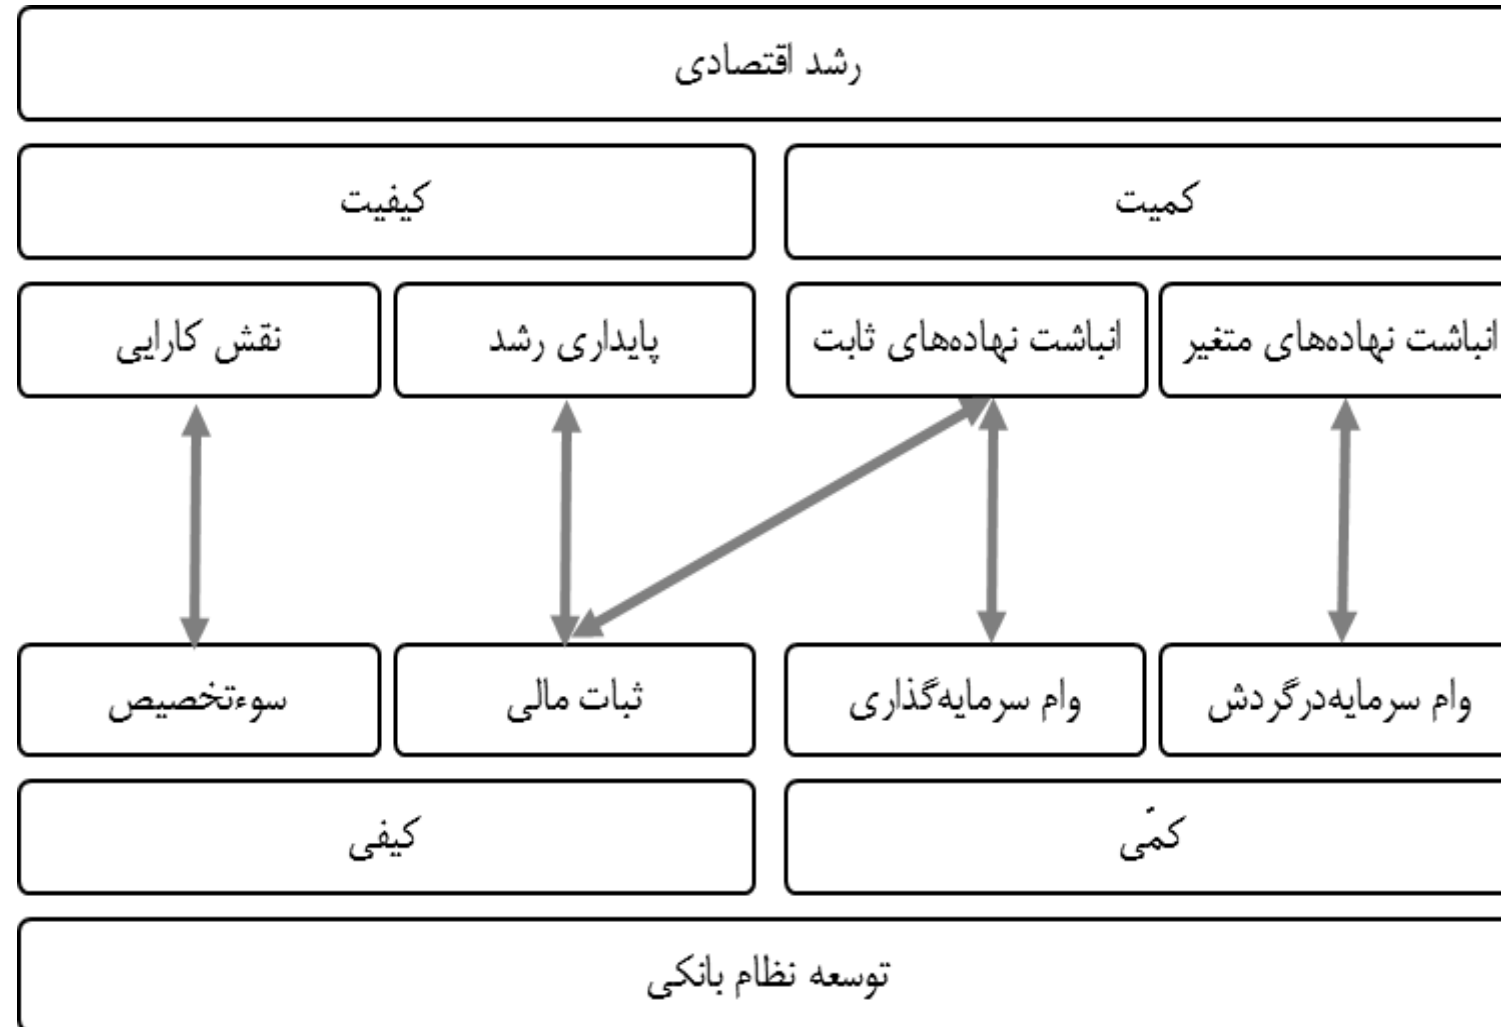 رشد اقتصادی
کمیت
کیفیت
انباشت نهاده‌های متغیر
انباشت نهاده‌های ثابت
پایداری رشد
نقش کارایی
وام سرمایه‌درگردش
وام سرمایه‌گذاری
ثبات مالی
سوءتخصیص
کمّی
کیفی
توسعه نظام بانکی